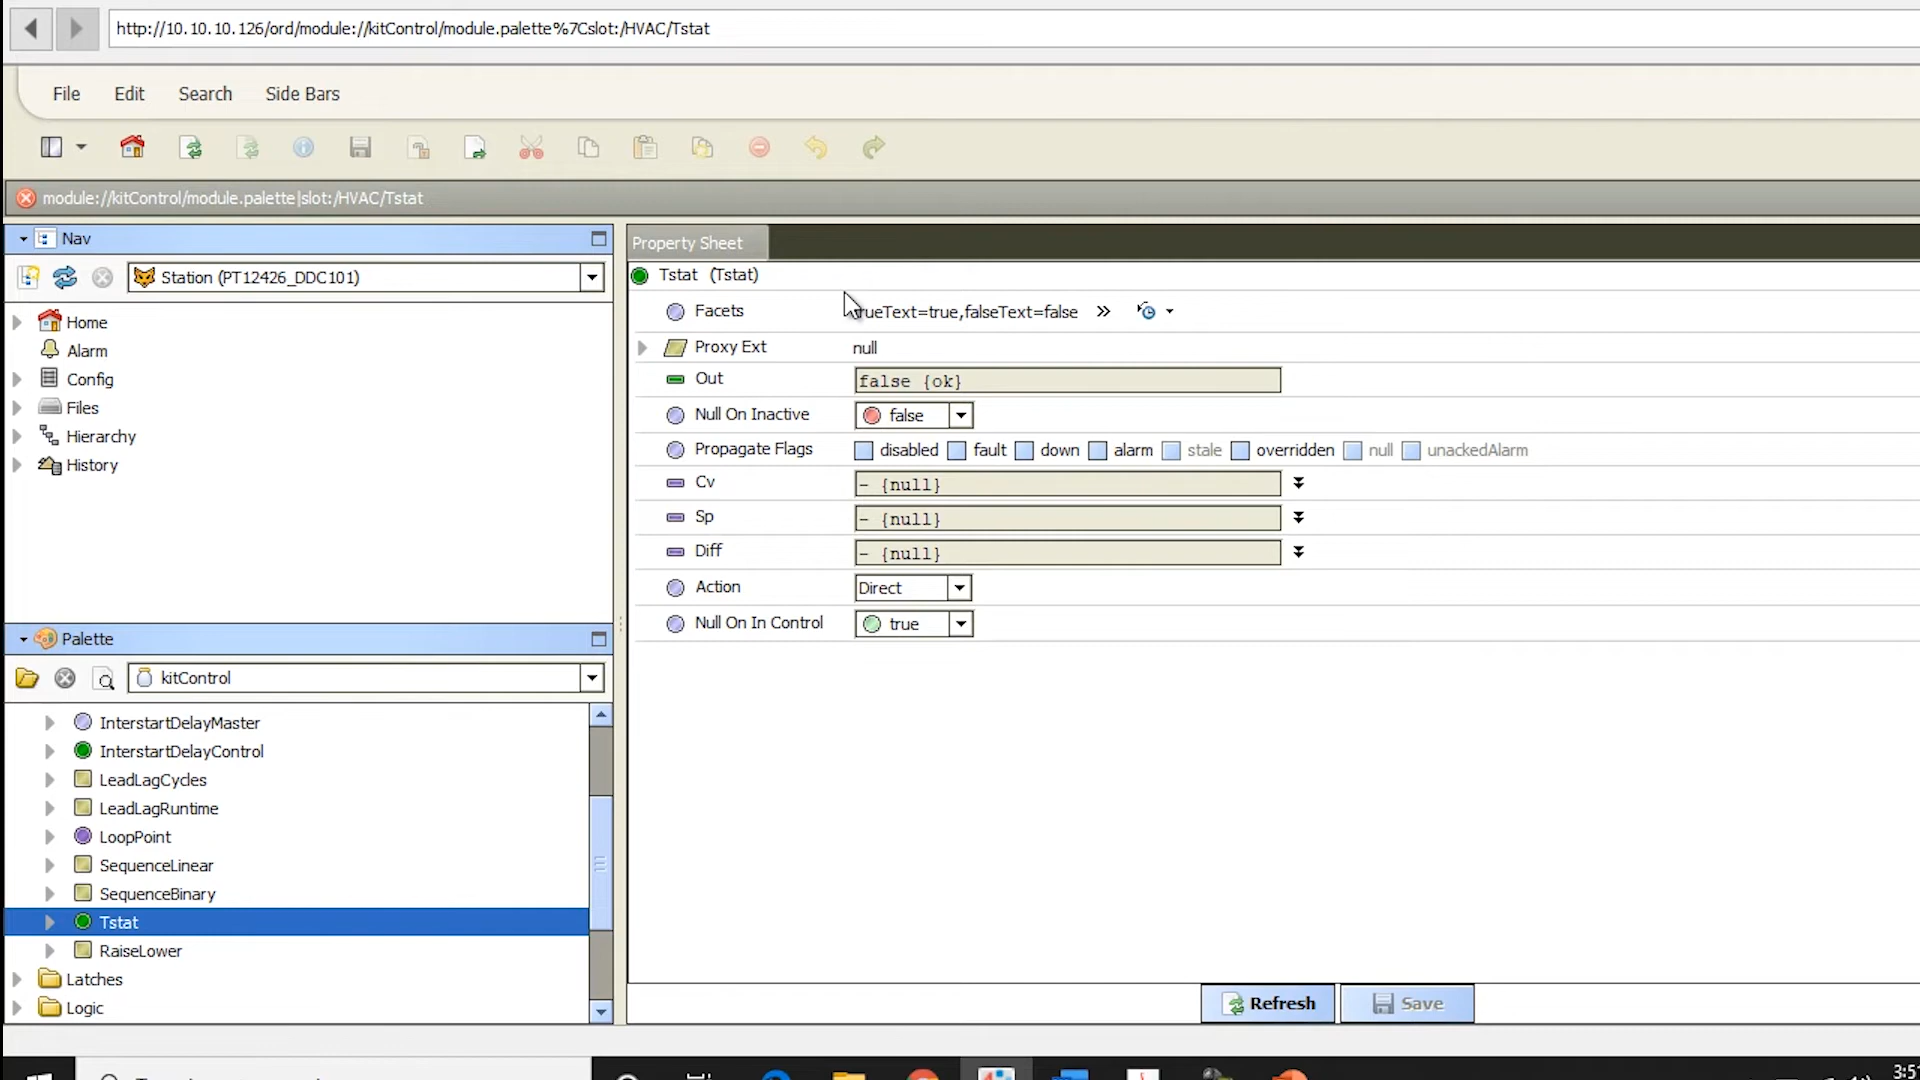 http://10.10.10.126/ord/module://kitControl/module.palette%7Cslot:/HVAC/Tstat
File Edit Search Side Bars
module://kitControl/module.palette|slot:/HVAC/Tstat
Nav
Station (PT12426_DDC101)
Home
Alarm
Config
Files
Hierarchy
History
Palette
kitControl
InterstartDelayMaster
InterstartDelayControl
LeadLagCycles
LeadLagRuntime
LoopPoint
SequenceLinear
SequenceBinary
Tstat
RaiseLower
Latches
Logic
Property Sheet
Tstat (Tstat)
Facets rueText=true,falseText=false »
Proxy Ext null
Out false {ok}
Null On Inactive false
Propagate Flags disabled fault down alarm stale overridden null unackedAlarm
Cv - {null}
Sp - {null}
Diff - {null}
Action Direct
Null On In Control true
Refresh Save